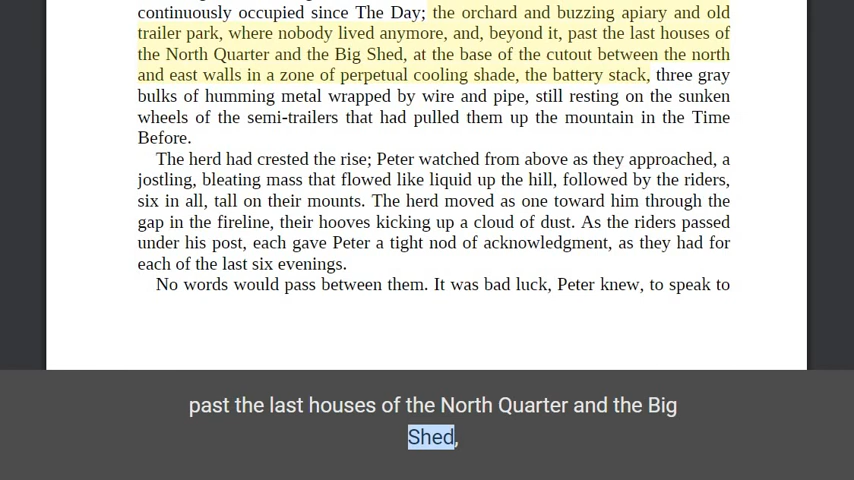 continuously occupied since The Day; the orchard and buzzing apiary and old
trailer park, where nobody lived anymore, and, beyond it, past the last houses of
the North Quarter and the Big Shed, at the base of the cutout between the north
and east walls in a zone of perpetual cooling shade, the battery stack, three gray
bulks of humming metal wrapped by wire and pipe, still resting on the sunken
wheels of the semi-trailers that had pulled them up the mountain in the Time
Before.
The herd had crested the rise; Peter watched from above as they approached, a
jostling, bleating mass that flowed like liquid up the hill, followed by the riders,
six in all, tall on their mounts. The herd moved as one toward him through the
gap in the fireline, their hooves kicking up a cloud of dust. As the riders passed
under his post, each gave Peter a tight nod of acknowledgment, as they had for
each of the last six evenings.
No words would pass between them. It was bad luck, Peter knew, to speak to
past the last houses of the North Quarter and the Big
Shed,